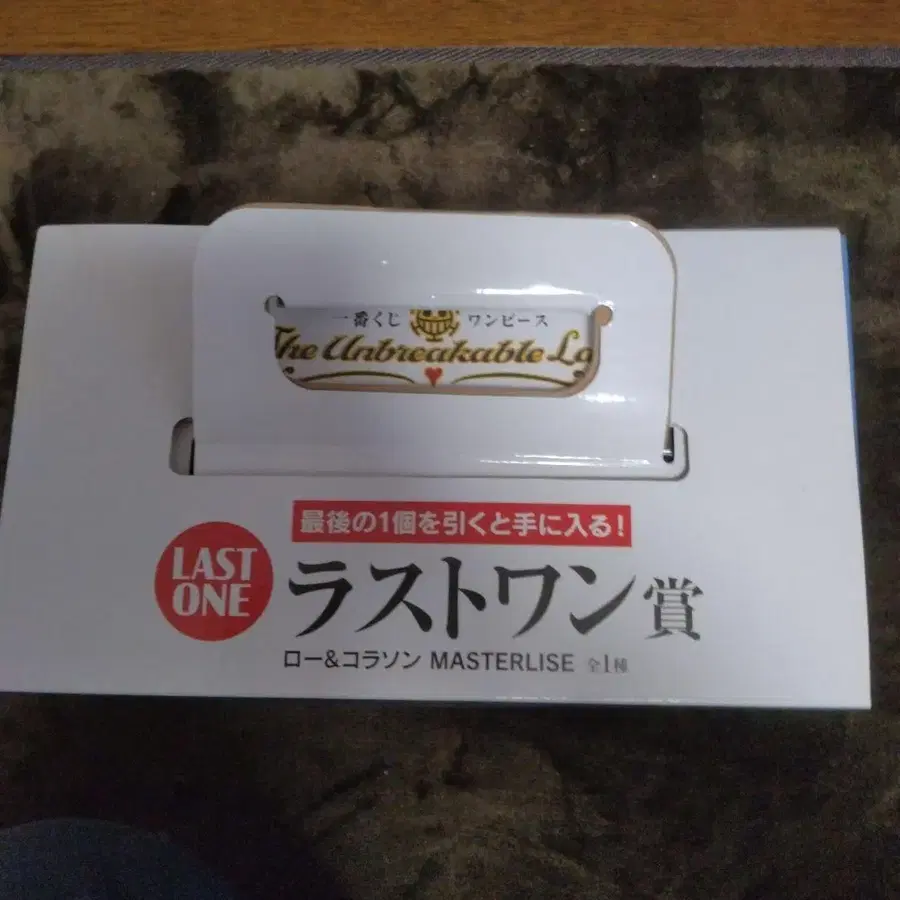 一番くじ ワンピース
The Unbreakable
最後の1個を引くと手に入る!
LAST
ONE
ラストワン賞
ロー&コラソン MASTERLISE 全1種